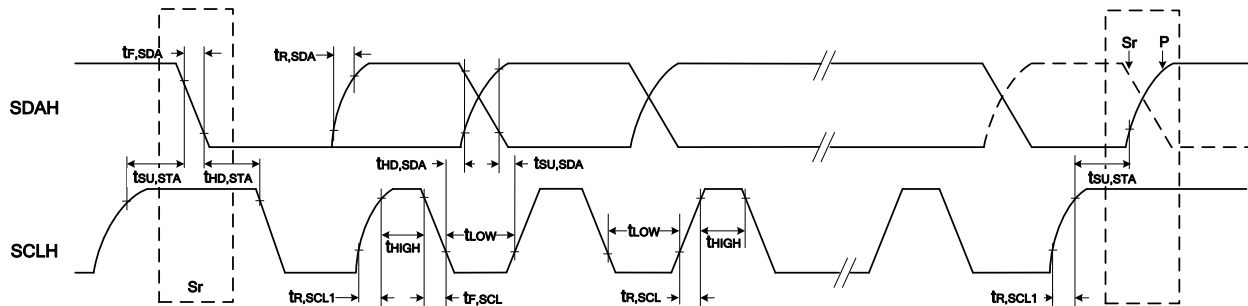 Sr P
tF,SDA tR,SDA
SDAH
tHD,SDA tSU,SDA
tSU,STA tHD,STA tSU,STA
tLOW tLOW
SCLH tHIGH tHIGH
Sr tR,SCL1 tF,SCL tR,SCL tR,SCL1